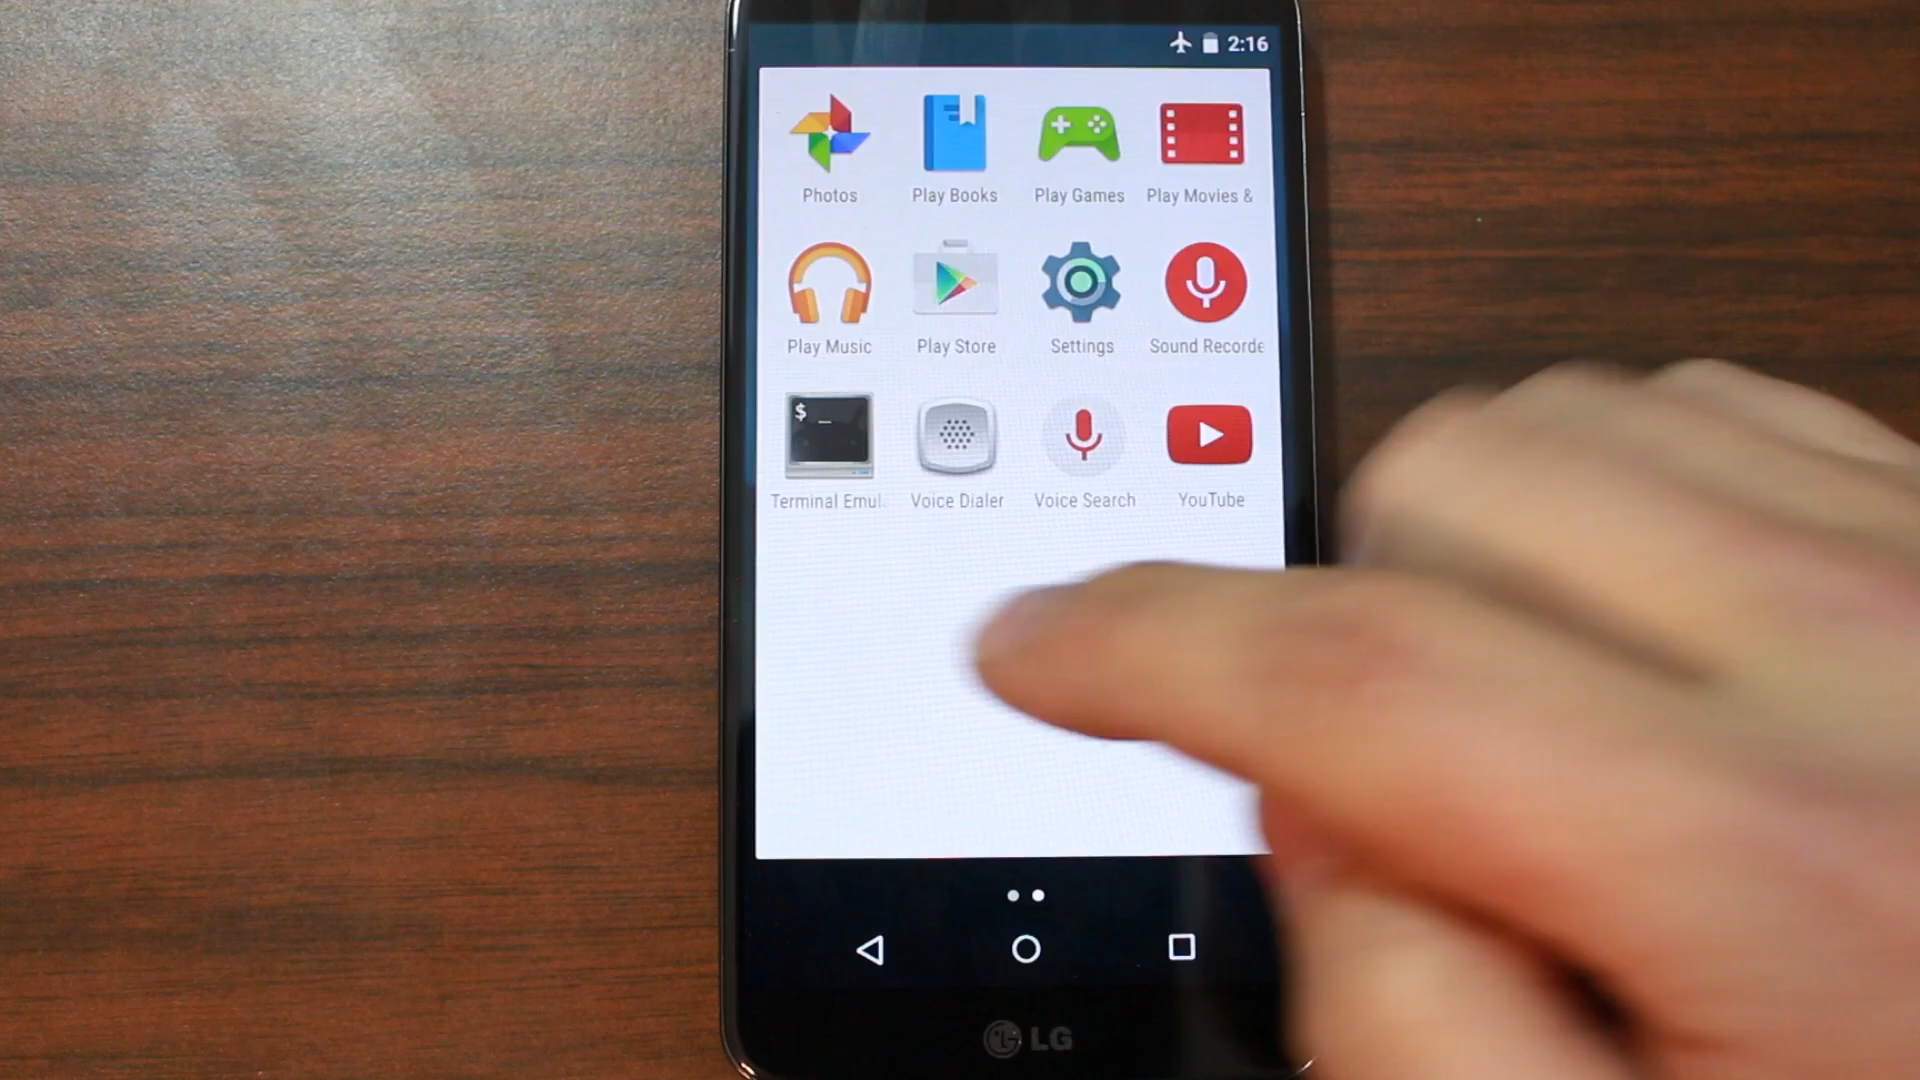 2:16
Photos
Play Books
Play Games
Play Movies &
Play Music
Play Store
Settings
Sound Recorde
$ _
Terminal Emul
Voice Dialer
Voice Search
YouTube
LG